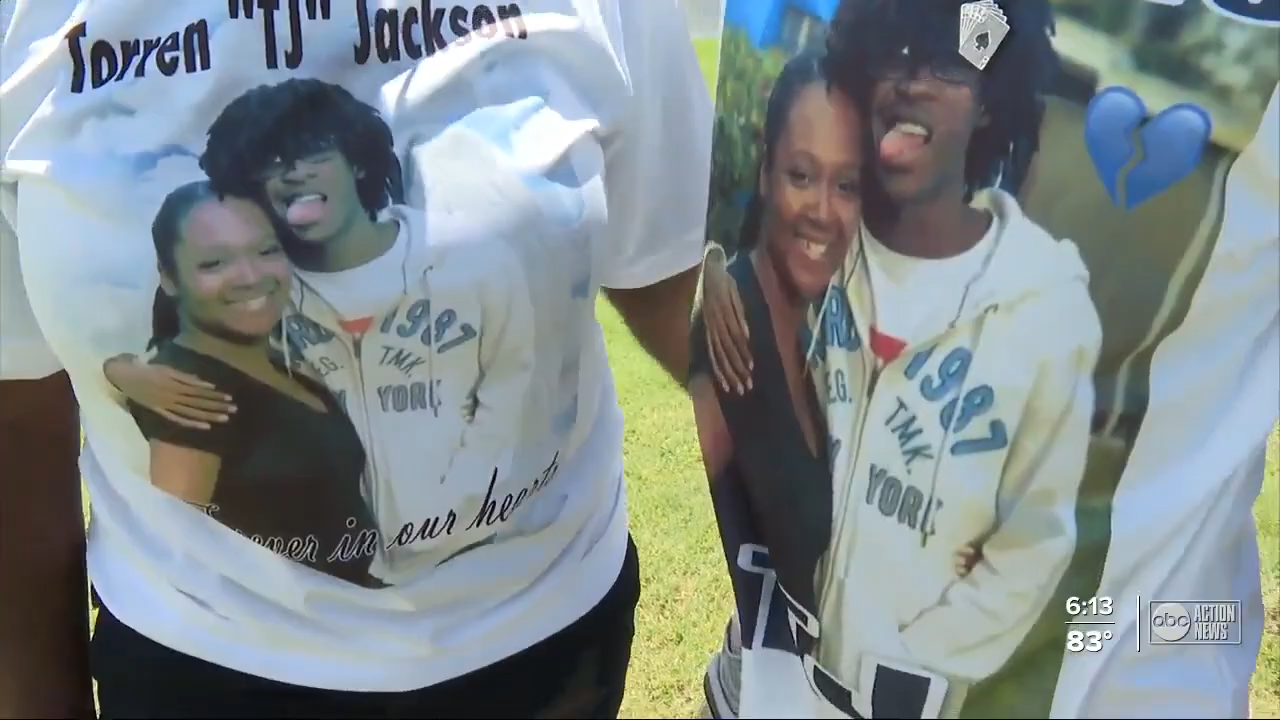 Torren "TJ" Jackson
1987
TMK.
YORK
in our hearts
1987
TMK.
YORK
6:13
83°
abc ACTION
NEWS